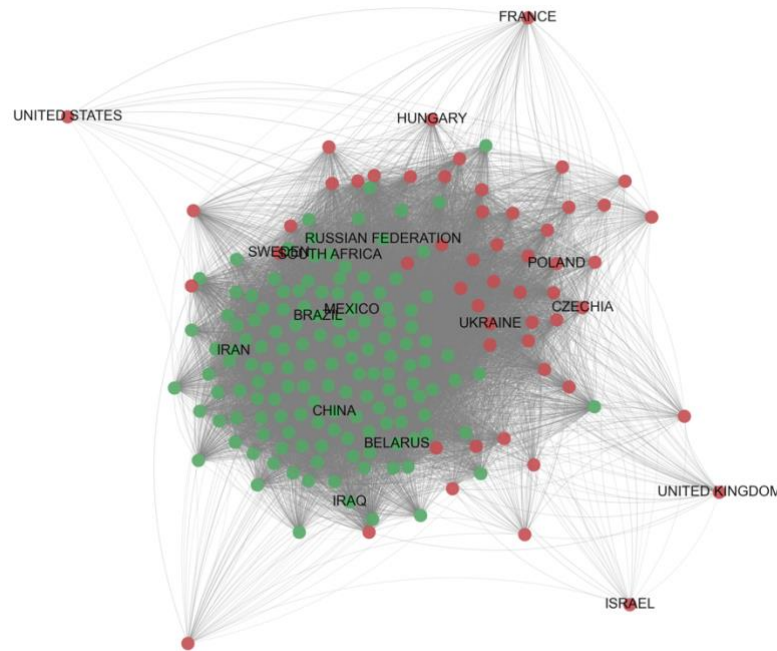 FRANCE
UNITED STATES
HUNGARY
RUSSIAN FEDERATION
SWEDEN
SOUTH AFRICA
POLAND
MEXICO
CZECHIA
BRAZIL
UKRAINE
IRAN
CHINA
BELARUS
UNITED KINGDOM
IRAQ
ISRAEL